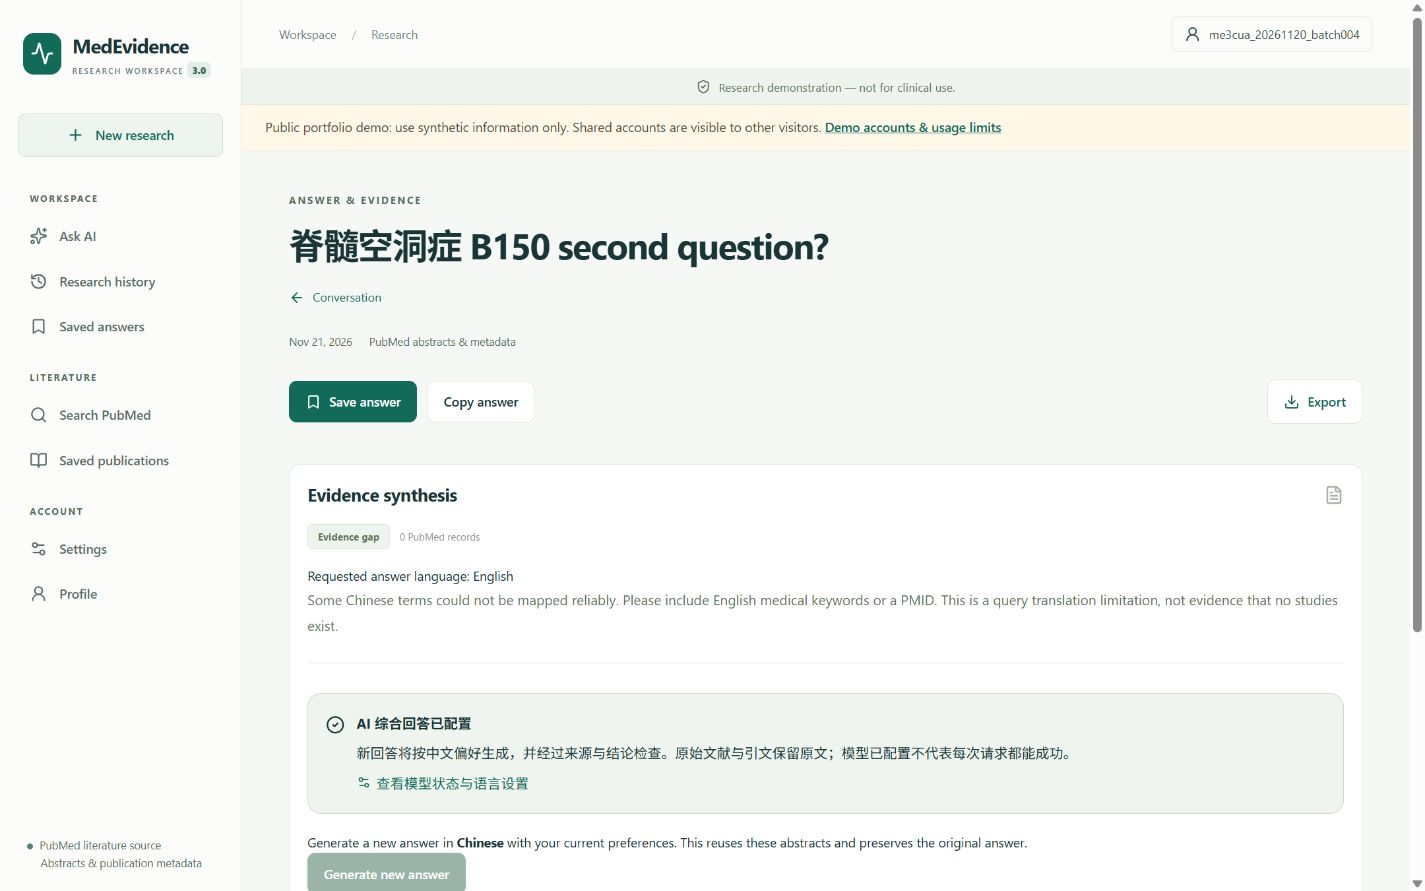 MedEvidence
RESEARCH WORKSPACE 3.0
New research
WORKSPACE
Ask AI
Research history
Saved answers
LITERATURE
Search PubMed
Saved publications
ACCOUNT
Settings
Profile
PubMed literature source
Abstracts & publication metadata
Workspace / Research
me3cua_20261120_batch004
Research demonstration — not for clinical use.
Public portfolio demo: use synthetic information only. Shared accounts are visible to other visitors. Demo accounts & usage limits
ANSWER & EVIDENCE
脊髓空洞症 B150 second question?
Conversation
Nov 21, 2026 PubMed abstracts & metadata
Save answer Copy answer Export
Evidence synthesis
Evidence gap 0 PubMed records
Requested answer language: English
Some Chinese terms could not be mapped reliably. Please include English medical keywords or a PMID. This is a query translation limitation, not evidence that no studies
exist.
AI 综合回答已配置
新回答将按中文偏好生成，并经过来源与结论检查。原始文献与引文保留原文；模型已配置不代表每次请求都能成功。
查看模型状态与语言设置
Generate a new answer in Chinese with your current preferences. This reuses these abstracts and preserves the original answer.
Generate new answer